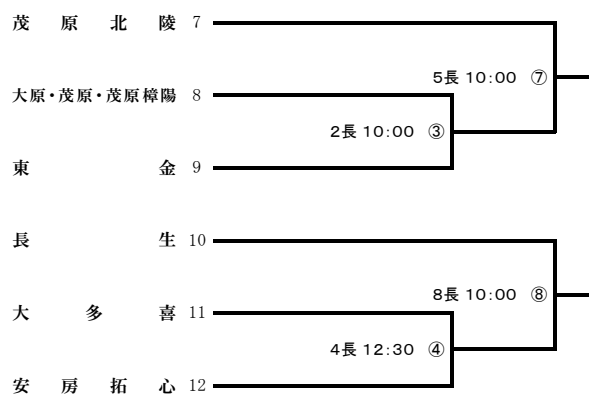 茂原北陵 7
5長 10:00 ⑦
大原・茂原・茂原樟陽 8
2長 10:00 ③
東金 9
長生 10
8長 10:00 ⑧
大多喜 11
4長 12:30 ④
安房拓心 12